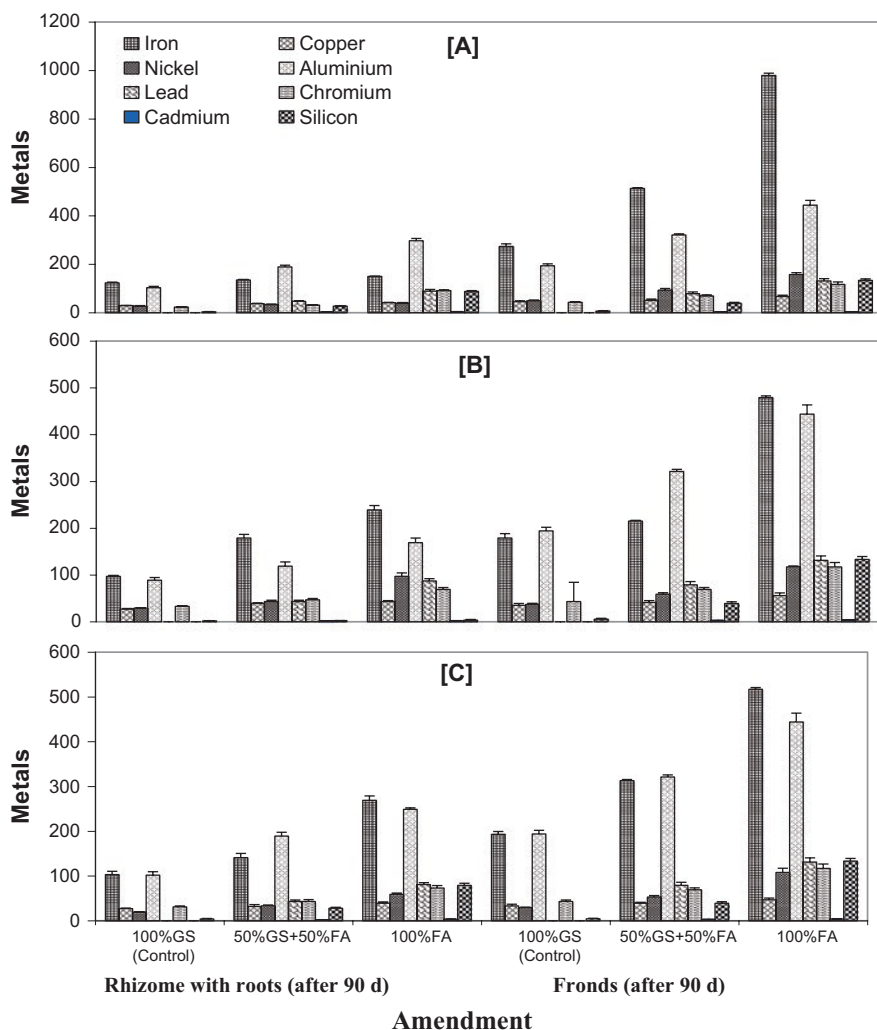 1200
[A]
Iron Copper
Nickel Aluminium
Lead Chromium
Cadmium Silicon
1000
800
600
400
200
0
Metals
600
[B]
500
400
300
200
100
0
Metals
600
[C]
500
400
300
200
100
0
Metals
100%GS 50%GS+50%FA 100%FA 100%GS 50%GS+50%FA 100%FA
(Control) (Control)
Rhizome with roots (after 90 d) Fronds (after 90 d)
Amendment